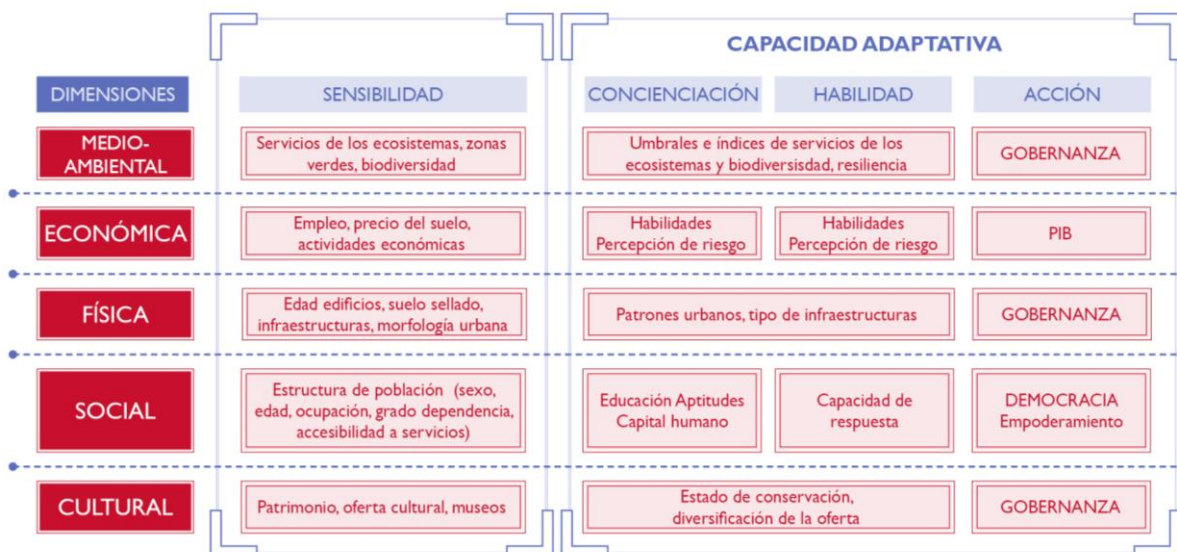 CAPACIDAD ADAPTATIVA
DIMENSIONES
SENSIBILIDAD
CONCIENCIACIÓN
HABILIDAD
ACCIÓN
MEDIO-
AMBIENTAL
Servicios de los ecosistemas, zonas
verdes, biodiversidad
Umbrales e índices de servicios de los
ecosistemas y biodiversisdad, resiliencia
GOBERNANZA
ECONÓMICA
Empleo, precio del suelo,
actividades económicas
Habilidades
Percepción de riesgo
Habilidades
Percepción de riesgo
PIB
FÍSICA
Edad edificios, suelo sellado,
infraestructuras, morfología urbana
Patrones urbanos, tipo de infraestructuras
GOBERNANZA
SOCIAL
Estructura de población (sexo,
edad, ocupación, grado dependencia,
accesibilidad a servicios)
Educación Aptitudes
Capital humano
Capacidad de
respuesta
DEMOCRACIA
Empoderamiento
CULTURAL
Patrimonio, oferta cultural, museos
Estado de conservación,
diversificación de la oferta
GOBERNANZA